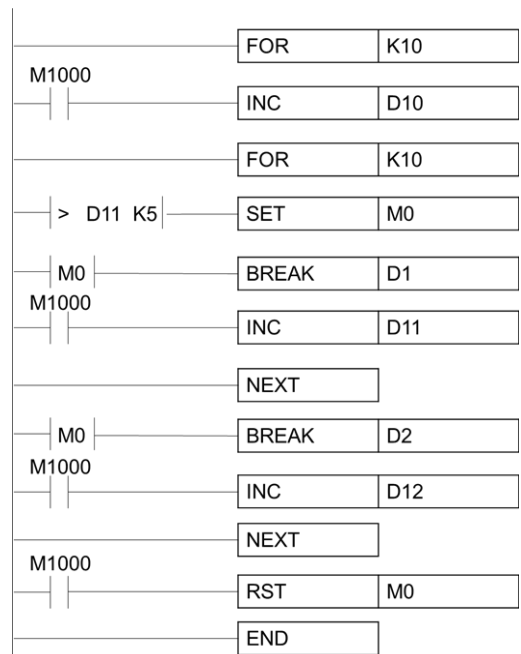 FOR K10
M1000
INC D10
FOR K10
> D11 K5 SET M0
M0 BREAK D1
M1000
INC D11
NEXT
M0 BREAK D2
M1000
INC D12
NEXT
M1000
RST M0
END